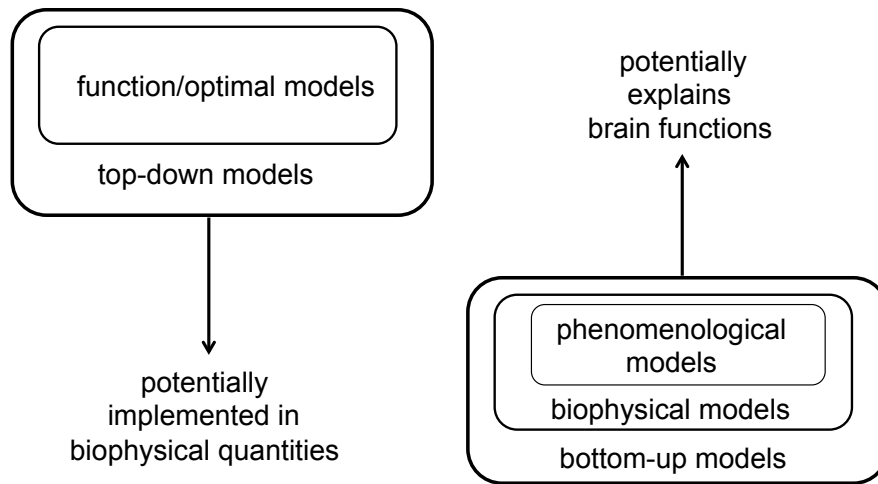 function/optimal models
top-down models
potentially
implemented in
biophysical quantities
potentially
explains
brain functions
phenomenological
models
biophysical models
bottom-up models